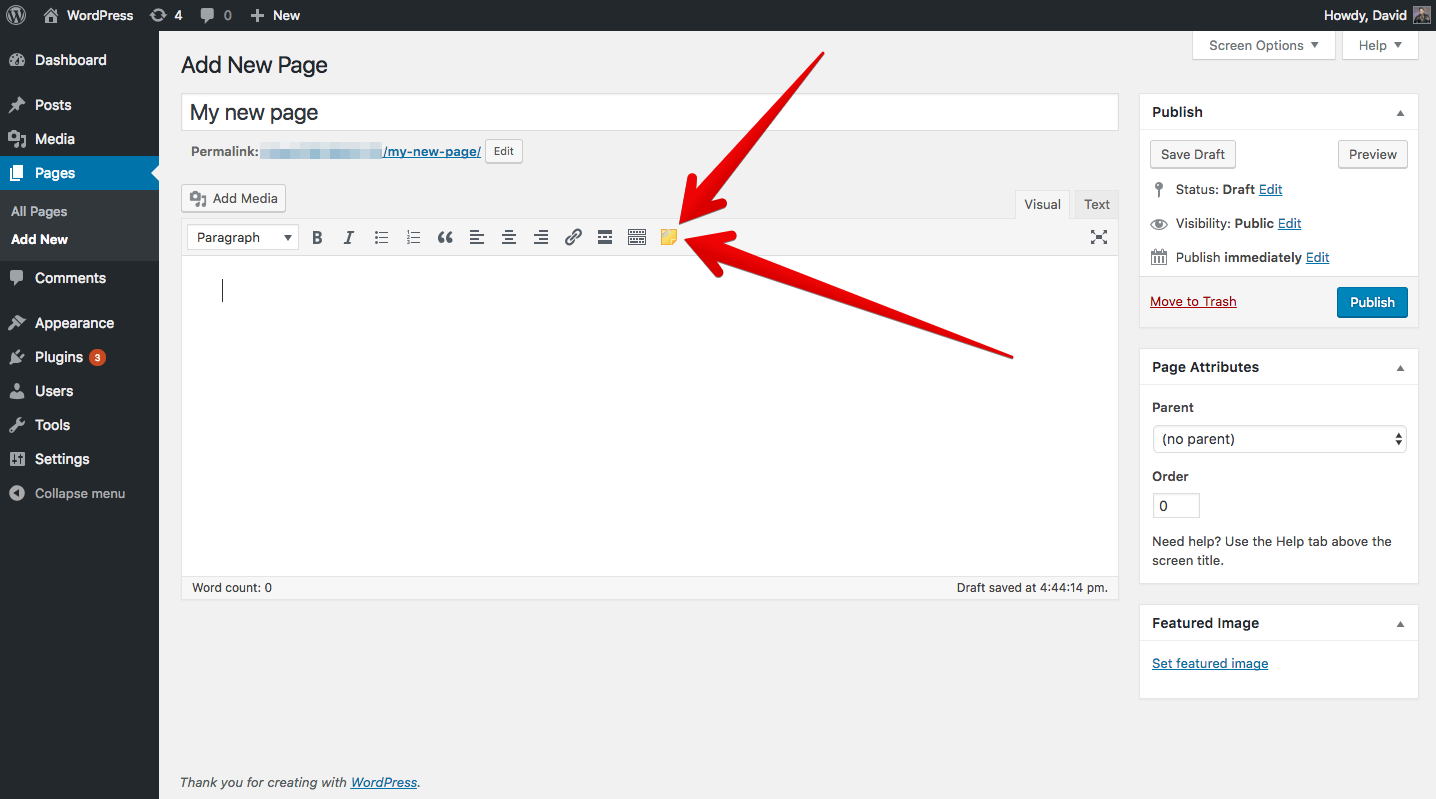 WordPress 4 0 New Howdy, David
Dashboard
Posts
Media
Pages
All Pages
Add New
Comments
Appearance
Plugins 3
Users
Tools
Settings
Collapse menu
Screen Options Help
Add New Page
My new page
Permalink: /my-new-page/ Edit
Add Media
Visual Text
Paragraph B I
Word count: 0 Draft saved at 4:44:14 pm.
Publish
Save Draft Preview
Status: Draft Edit
Visibility: Public Edit
Publish immediately Edit
Move to Trash Publish
Page Attributes
Parent
(no parent)
Order
0
Need help? Use the Help tab above the
screen title.
Featured Image
Set featured image
Thank you for creating with WordPress.